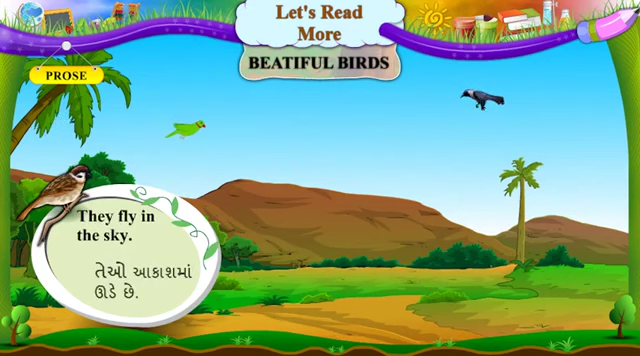 Let's Read
More
BEATIFUL BIRDS
PROSE
They fly in
the sky.
તેઓ આકાશમાં
ઊડે છે.